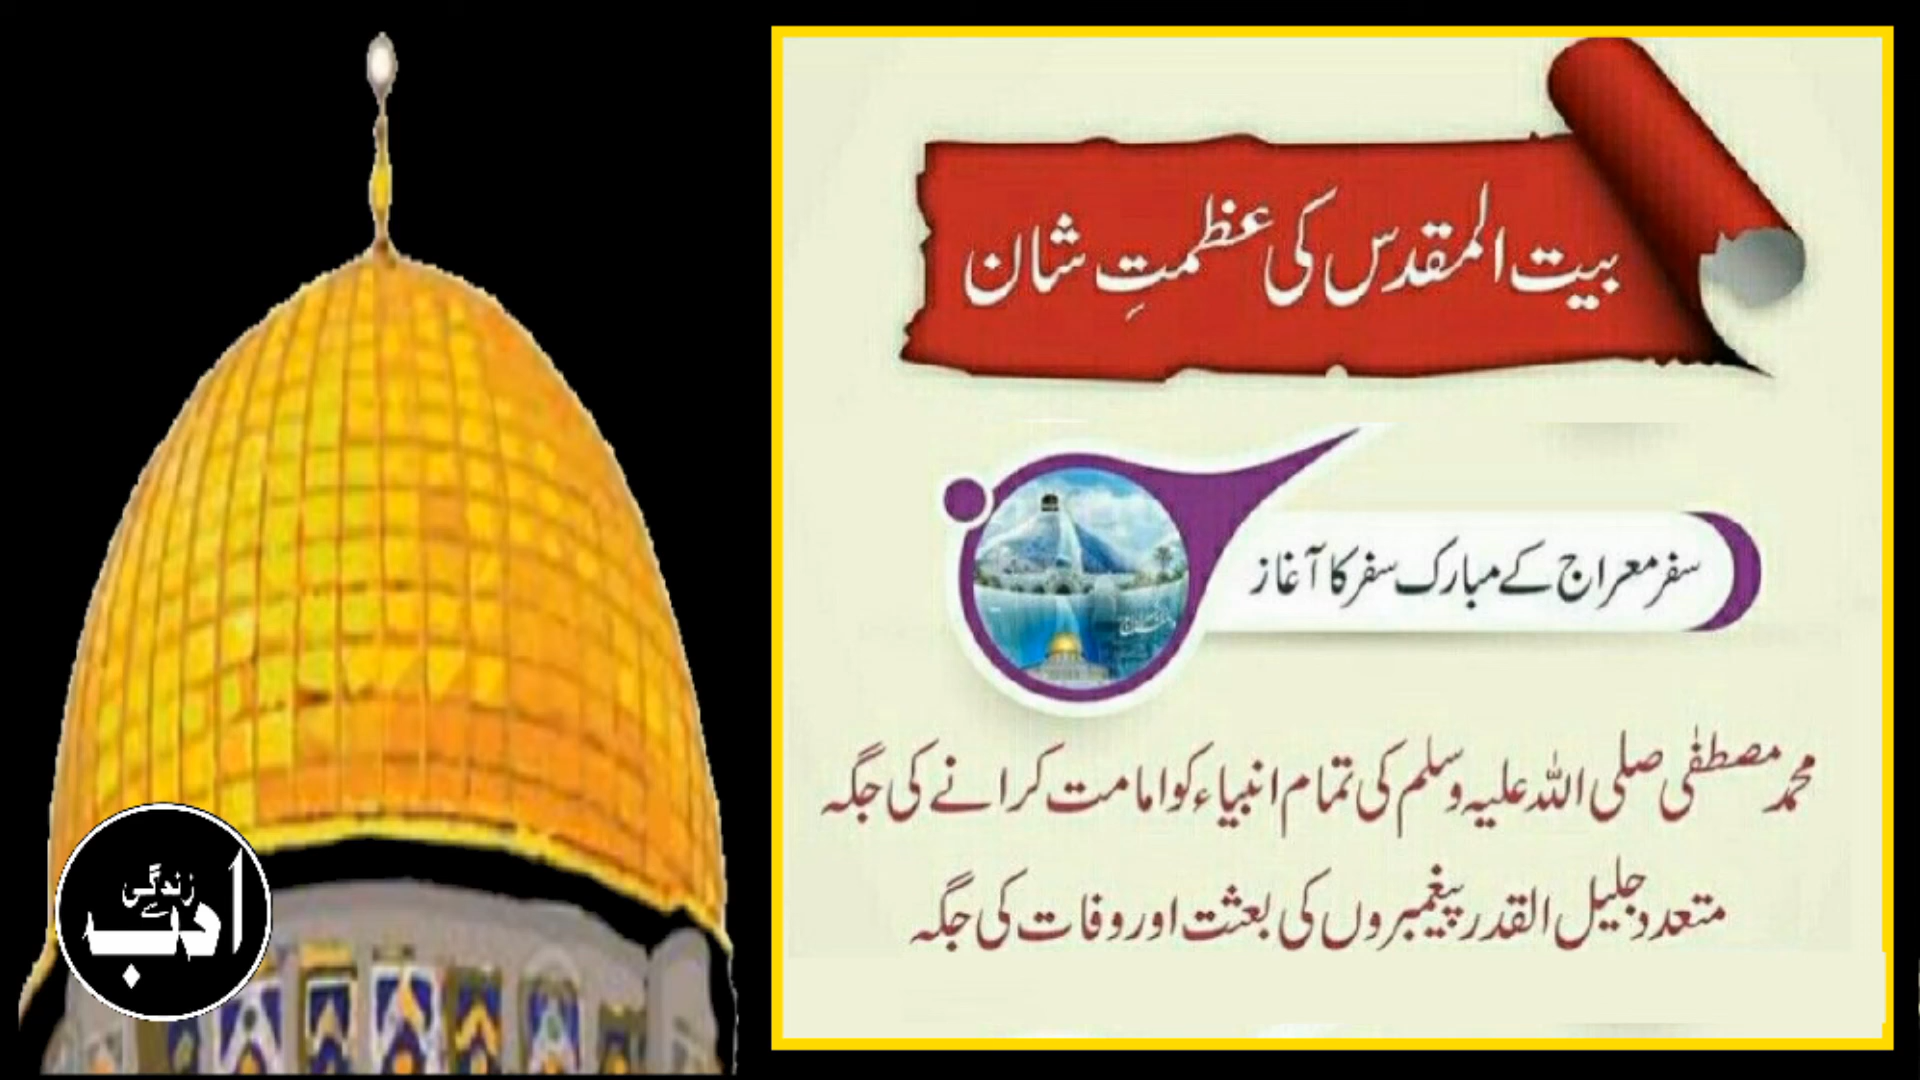 بیت المقدس کی عظمتِ شان
سفر معراج کے مبارک سفر کا آغاز
محمد مصطفٰی صلی اللہ علیہ وسلم کی تمام انبیاء کو امامت کرانے کی جگہ
متعدد جلیل القدر پیغمبروں کی بعثت اور وفات کی جگہ
ادب سے زندگی